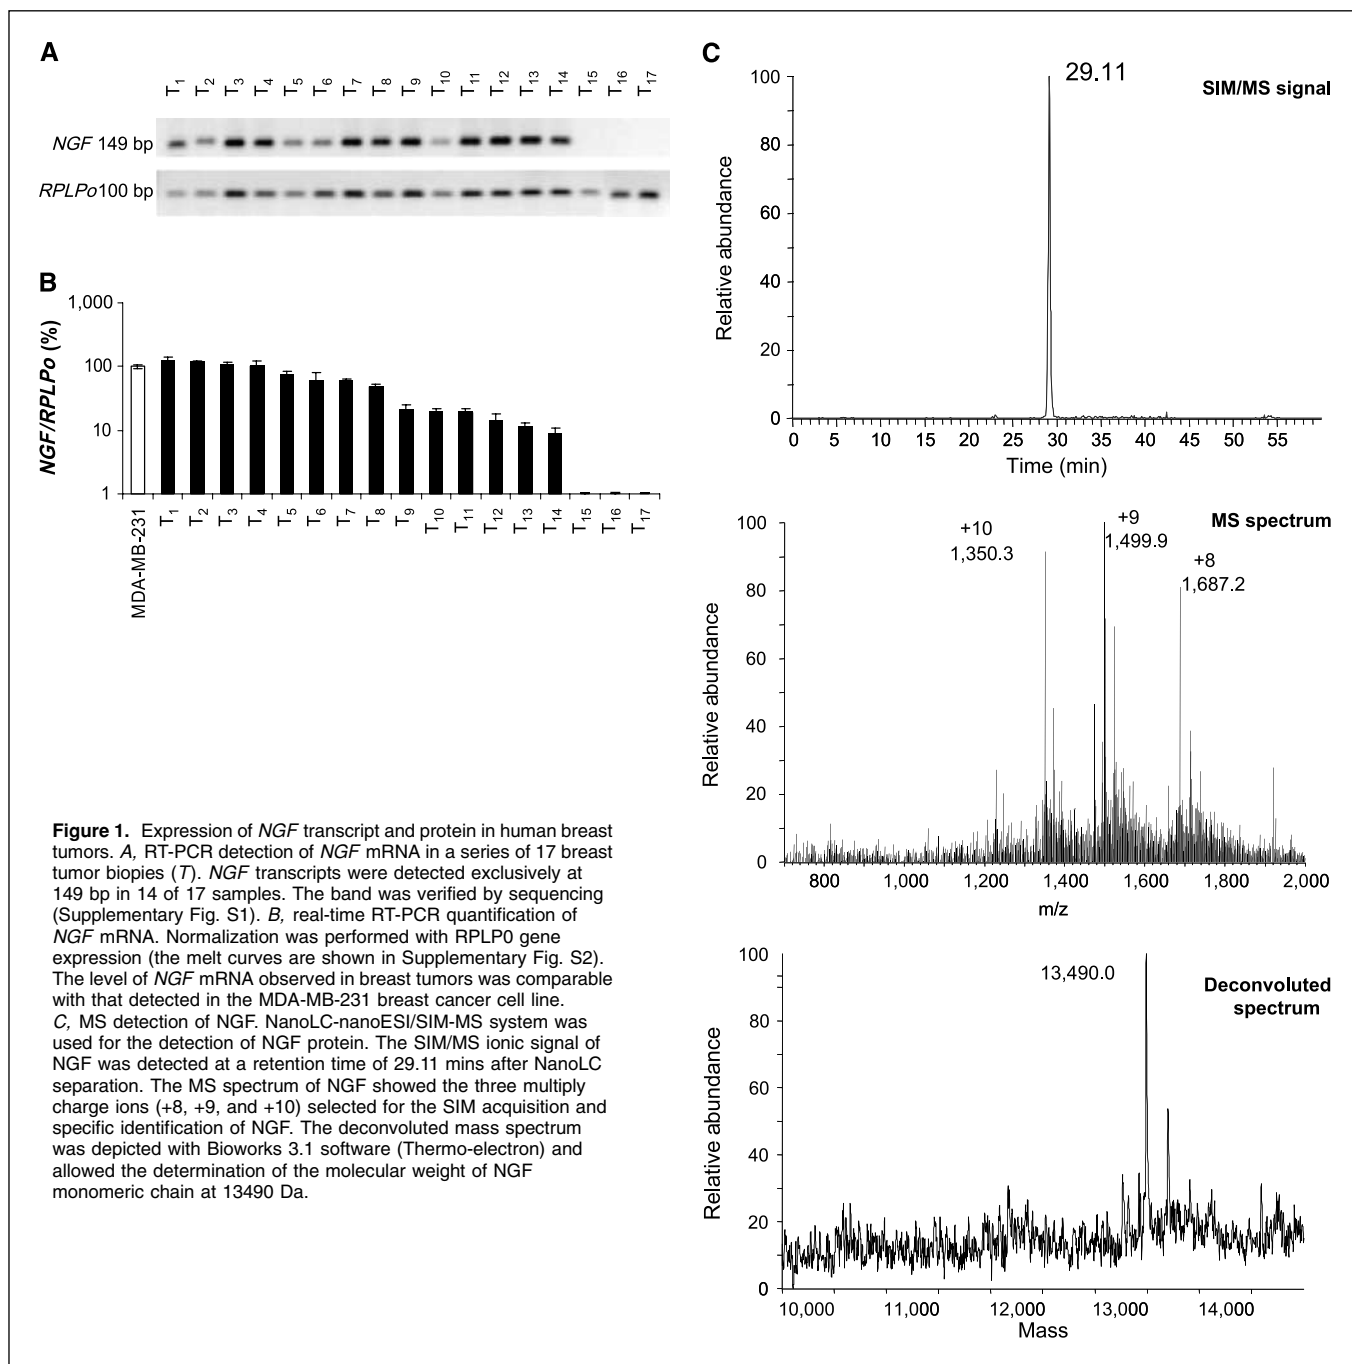 A
T1 T2 T3 T4 T5 T6 T7 T8 T9 T10 T11 T12 T13 T14 T15 T16 T17
NGF 149 bp
RPLPo 100 bp
B
1,000
100
10
1
NGF/RPLPo (%)
MDA-MB-231 T1 T2 T3 T4 T5 T6 T7 T8 T9 T10 T11 T12 T13 T14 T15 T16 T17
Figure 1. Expression of NGF transcript and protein in human breast
tumors. A, RT-PCR detection of NGF mRNA in a series of 17 breast
tumor biopies (T). NGF transcripts were detected exclusively at
149 bp in 14 of 17 samples. The band was verified by sequencing
(Supplementary Fig. S1). B, real-time RT-PCR quantification of
NGF mRNA. Normalization was performed with RPLP0 gene
expression (the melt curves are shown in Supplementary Fig. S2).
The level of NGF mRNA observed in breast tumors was comparable
with that detected in the MDA-MB-231 breast cancer cell line.
C, MS detection of NGF. NanoLC-nanoESI/SIM-MS system was
used for the detection of NGF protein. The SIM/MS ionic signal of
NGF was detected at a retention time of 29.11 mins after NanoLC
separation. The MS spectrum of NGF showed the three multiply
charge ions (+8, +9, and +10) selected for the SIM acquisition and
specific identification of NGF. The deconvoluted mass spectrum
was depicted with Bioworks 3.1 software (Thermo-electron) and
allowed the determination of the molecular weight of NGF
monomeric chain at 13490 Da.
C
29.11
SIM/MS signal
100
80
60
40
20
0
Relative abundance
0 5 10 15 20 25 30 35 40 45 50 55
Time (min)
MS spectrum
+10
1,350.3
+9
1,499.9
+8
1,687.2
100
80
60
40
20
0
Relative abundance
800 1,000 1,200 1,400 1,600 1,800 2,000
m/z
Deconvoluted
spectrum
13,490.0
100
80
60
40
20
0
Relative abundance
10,000 11,000 12,000 13,000 14,000
Mass